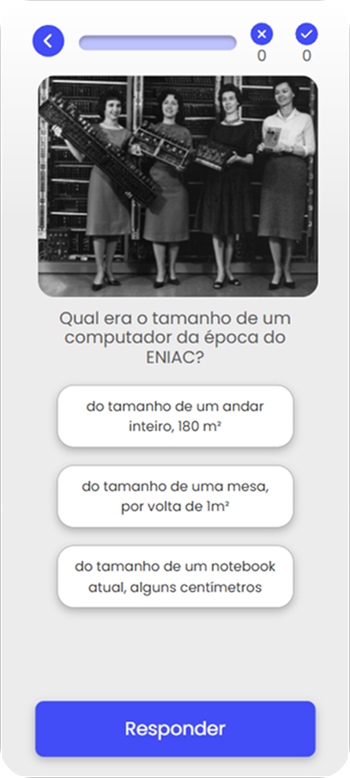 0
0
Qual era o tamanho de um
computador da época do
ENIAC?
do tamanho de um andar
inteiro, 180 m²
do tamanho de uma mesa,
por volta de 1m²
do tamanho de um notebook
atual, alguns centímetros
Responder